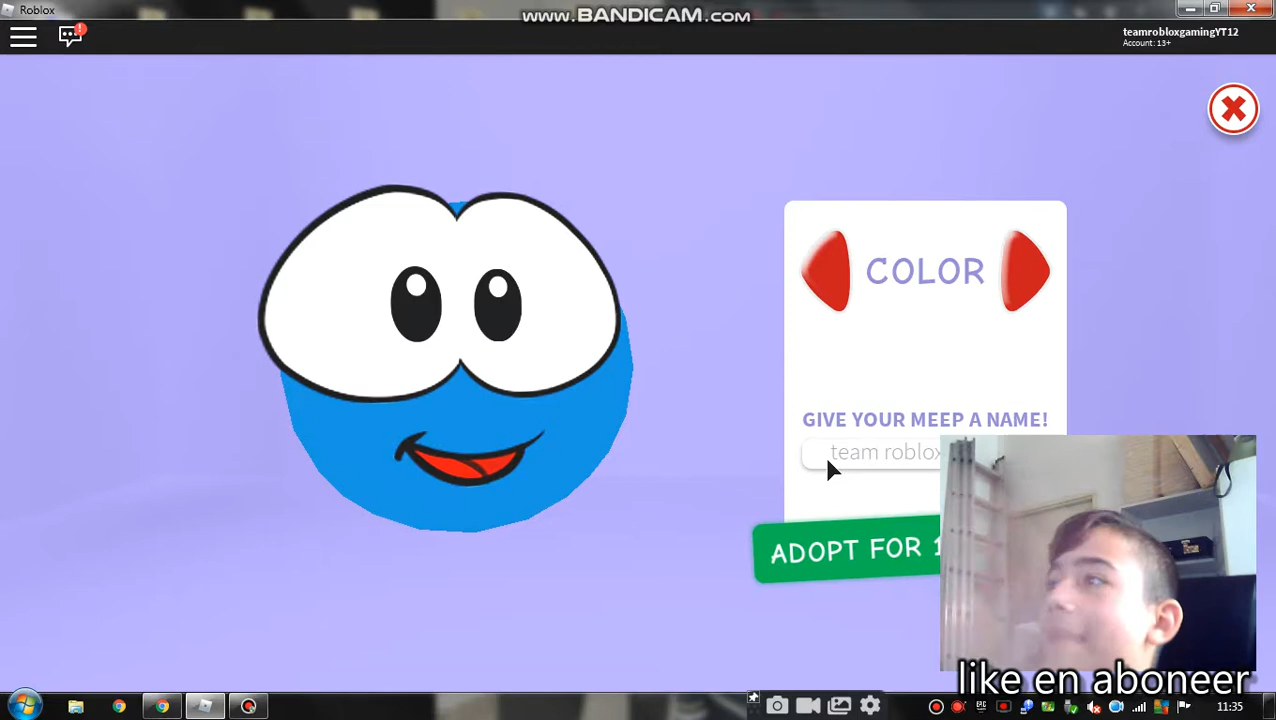 Roblox
www.BANDICAM.com
teamrobloxgamingYT12
Account: 13+
COLOR
GIVE YOUR MEEP A NAME!
team roblox
ADOPT FOR 1
like en aboneer
11:35